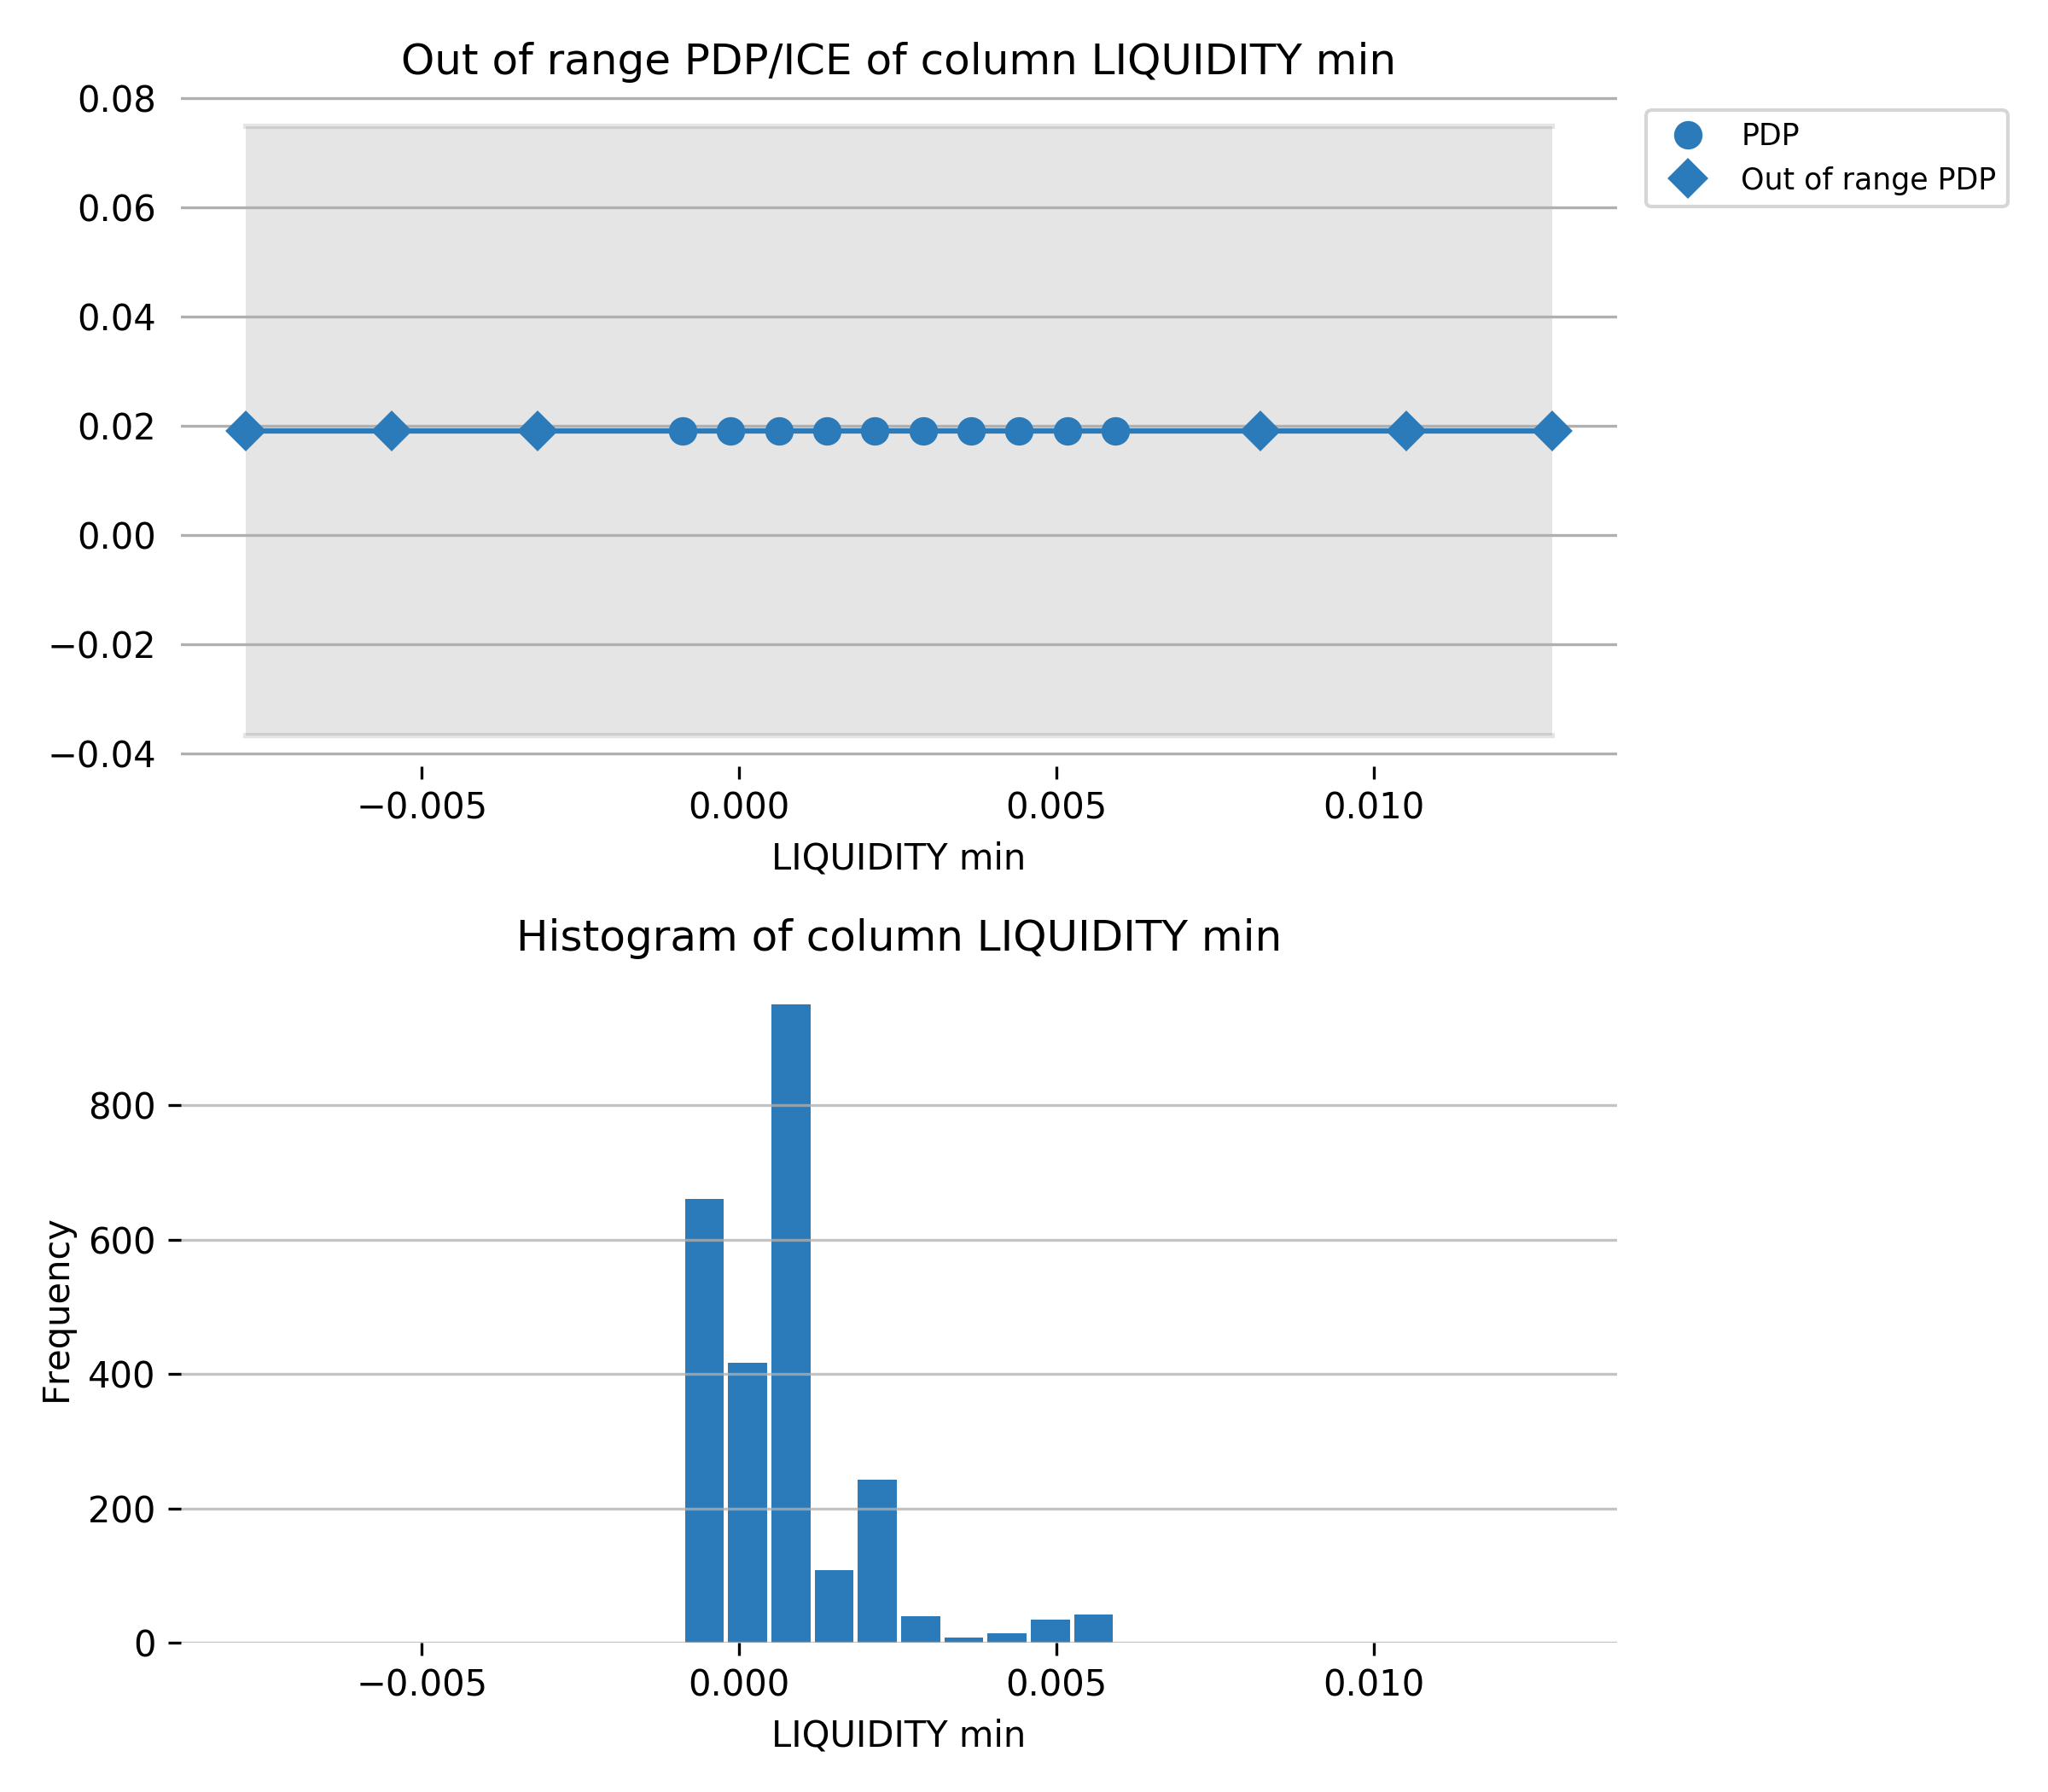 Out of range PDP/ICE of column LIQUIDITY min
0.08
0.06
0.04
0.02
0.00
−0.02
−0.04
PDP
Out of range PDP
−0.005 0.000 0.005 0.010
LIQUIDITY min
Histogram of column LIQUIDITY min
Frequency
800
600
400
200
0
−0.005 0.000 0.005 0.010
LIQUIDITY min